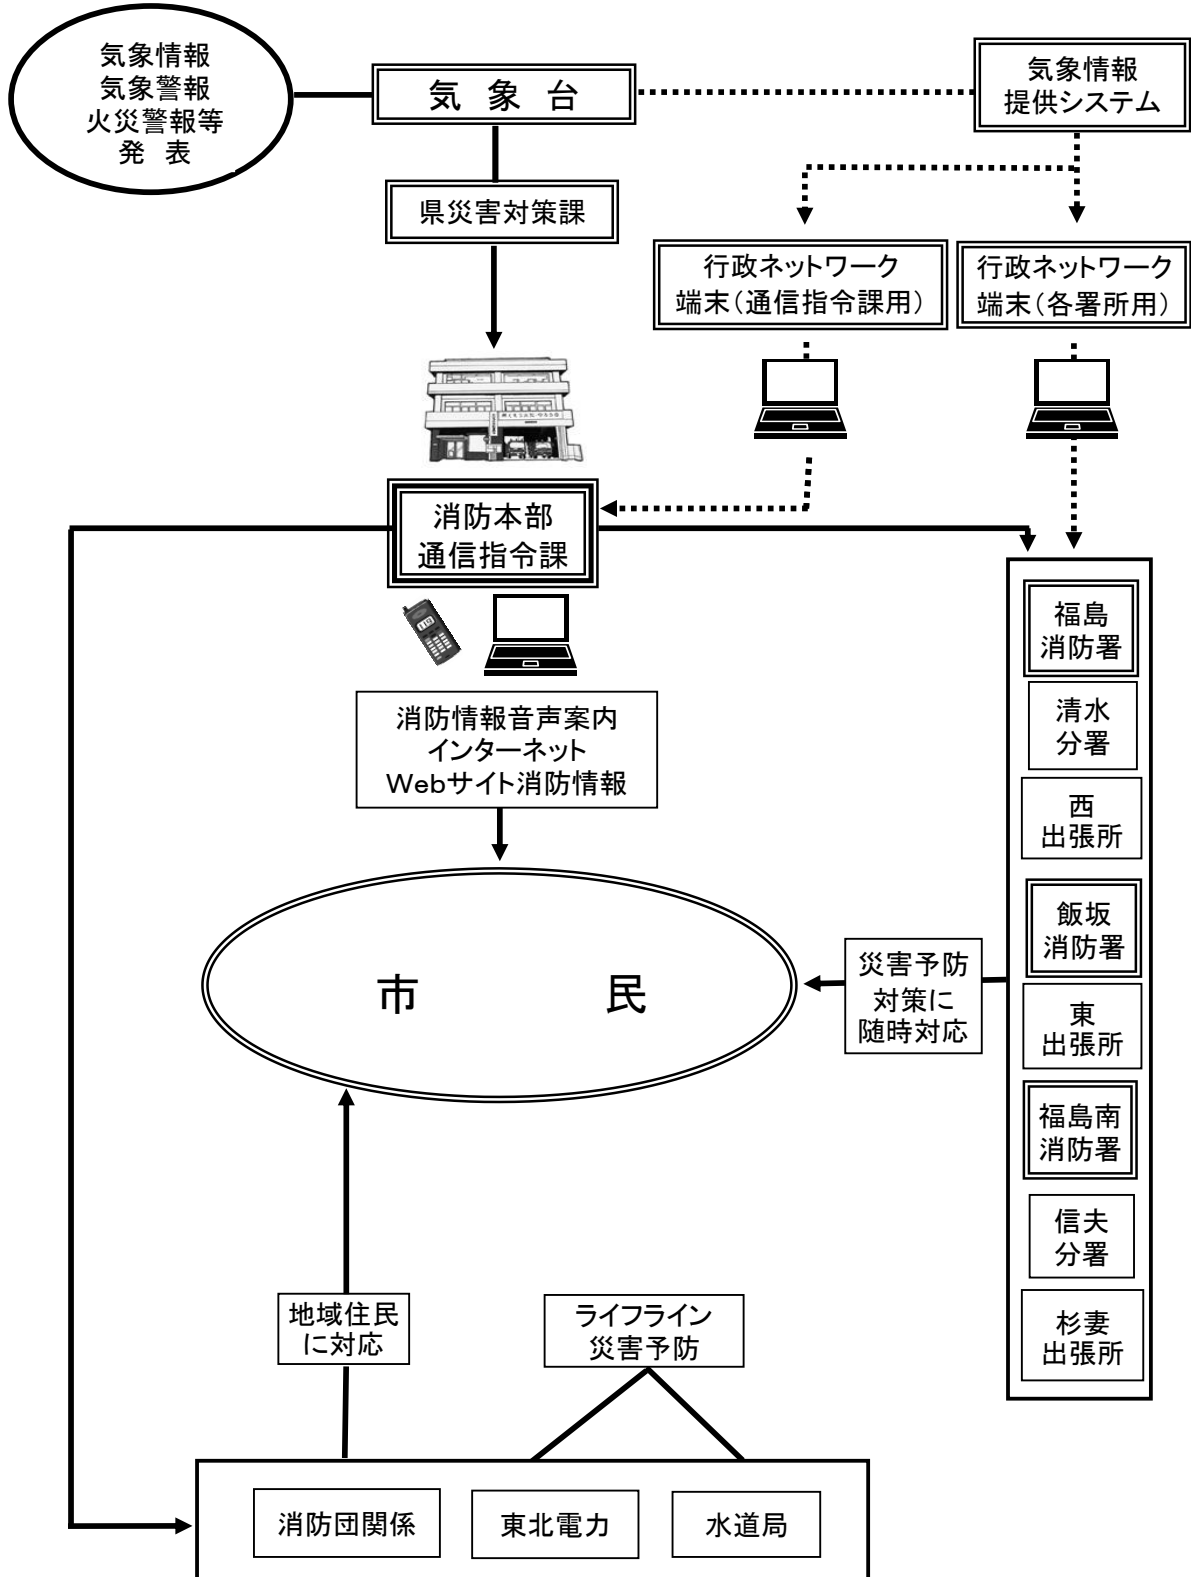 気象情報
気象警報
火災警報等
発 表
気 象 台
気象情報
提供システム
県災害対策課
行政ネットワーク
端末(通信指令課用)
行政ネットワーク
端末(各署所用)
消防本部
通信指令課
119
消防情報音声案内
インターネット
Webサイト消防情報
福島
消防署
清水
分署
西
出張所
飯坂
消防署
東
出張所
福島南
消防署
信夫
分署
杉妻
出張所
災害予防
対策に
随時対応
市 民
地域住民
に対応
ライフライン
災害予防
消防団関係
東北電力
水道局